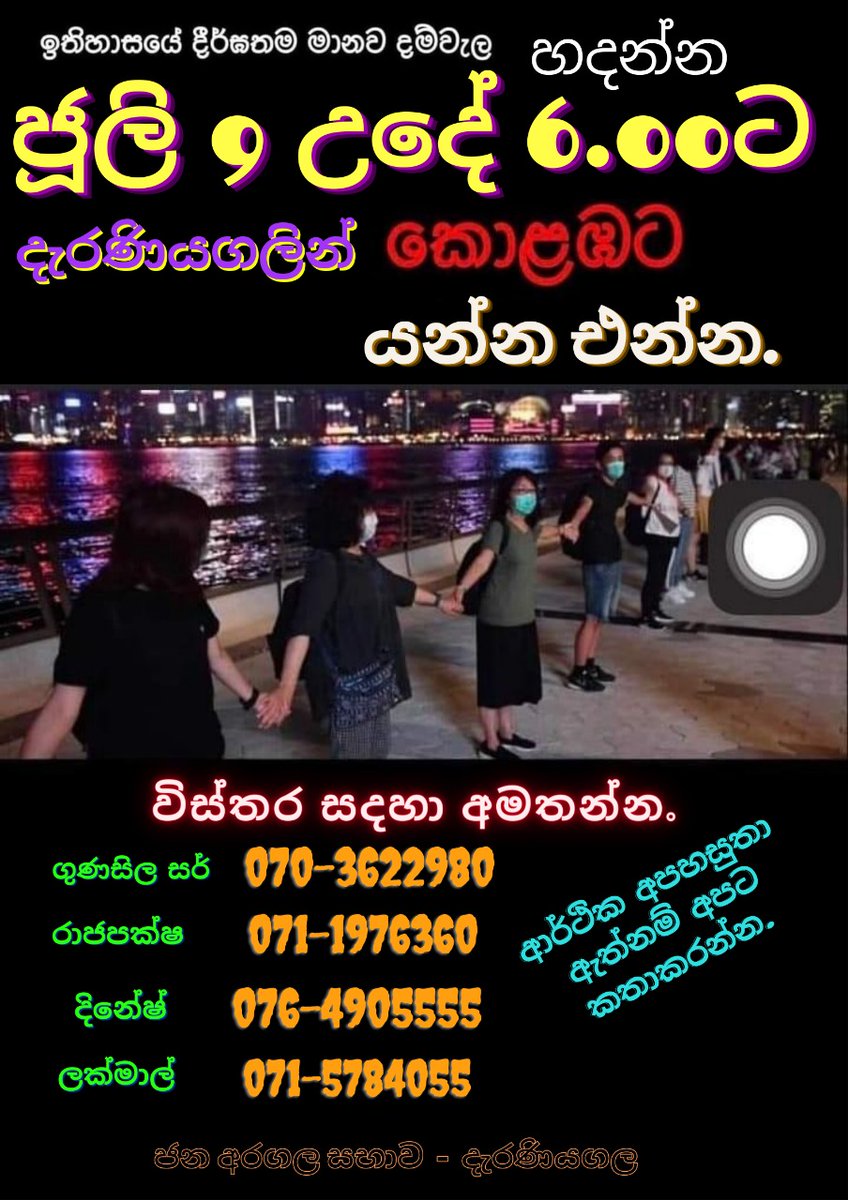 ඉතිහාසයේ දීර්ඝතම මානව දම්වැල හදන්න
ජූලි 9 උදේ 6.00ට
දැරණියගලින් කොළඹට
යන්න එන්න.
විස්තර සදහා අමතන්න.
ගුණසිල සර් 070-3622980
රාජපක්ෂ 071-1976360
දිනේෂ් 076-4905555
ලක්මාල් 071-5784055
ආර්ථික අපහසුතා
ඇත්නම් අපට
කතාකරන්න.
ජන අරගල සභාව - දැරණියගල